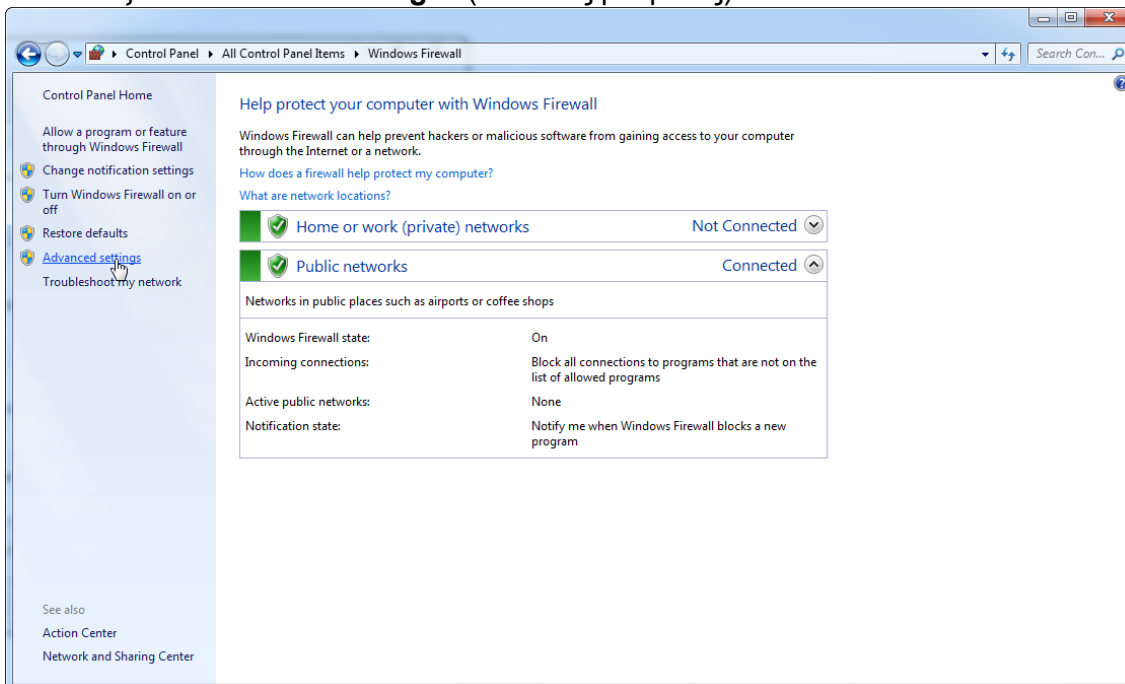 Control Panel ▸ All Control Panel Items ▸ Windows Firewall
Search Con...
Control Panel Home
Allow a program or feature
through Windows Firewall
Change notification settings
Turn Windows Firewall on or
off
Restore defaults
Advanced settings
Troubleshoot my network
See also
Action Center
Network and Sharing Center
Help protect your computer with Windows Firewall
Windows Firewall can help prevent hackers or malicious software from gaining access to your computer
through the Internet or a network.
How does a firewall help protect my computer?
What are network locations?
Home or work (private) networks Not Connected
Public networks Connected
Networks in public places such as airports or coffee shops
Windows Firewall state: On
Incoming connections: Block all connections to programs that are not on the
list of allowed programs
Active public networks: None
Notification state: Notify me when Windows Firewall blocks a new
program